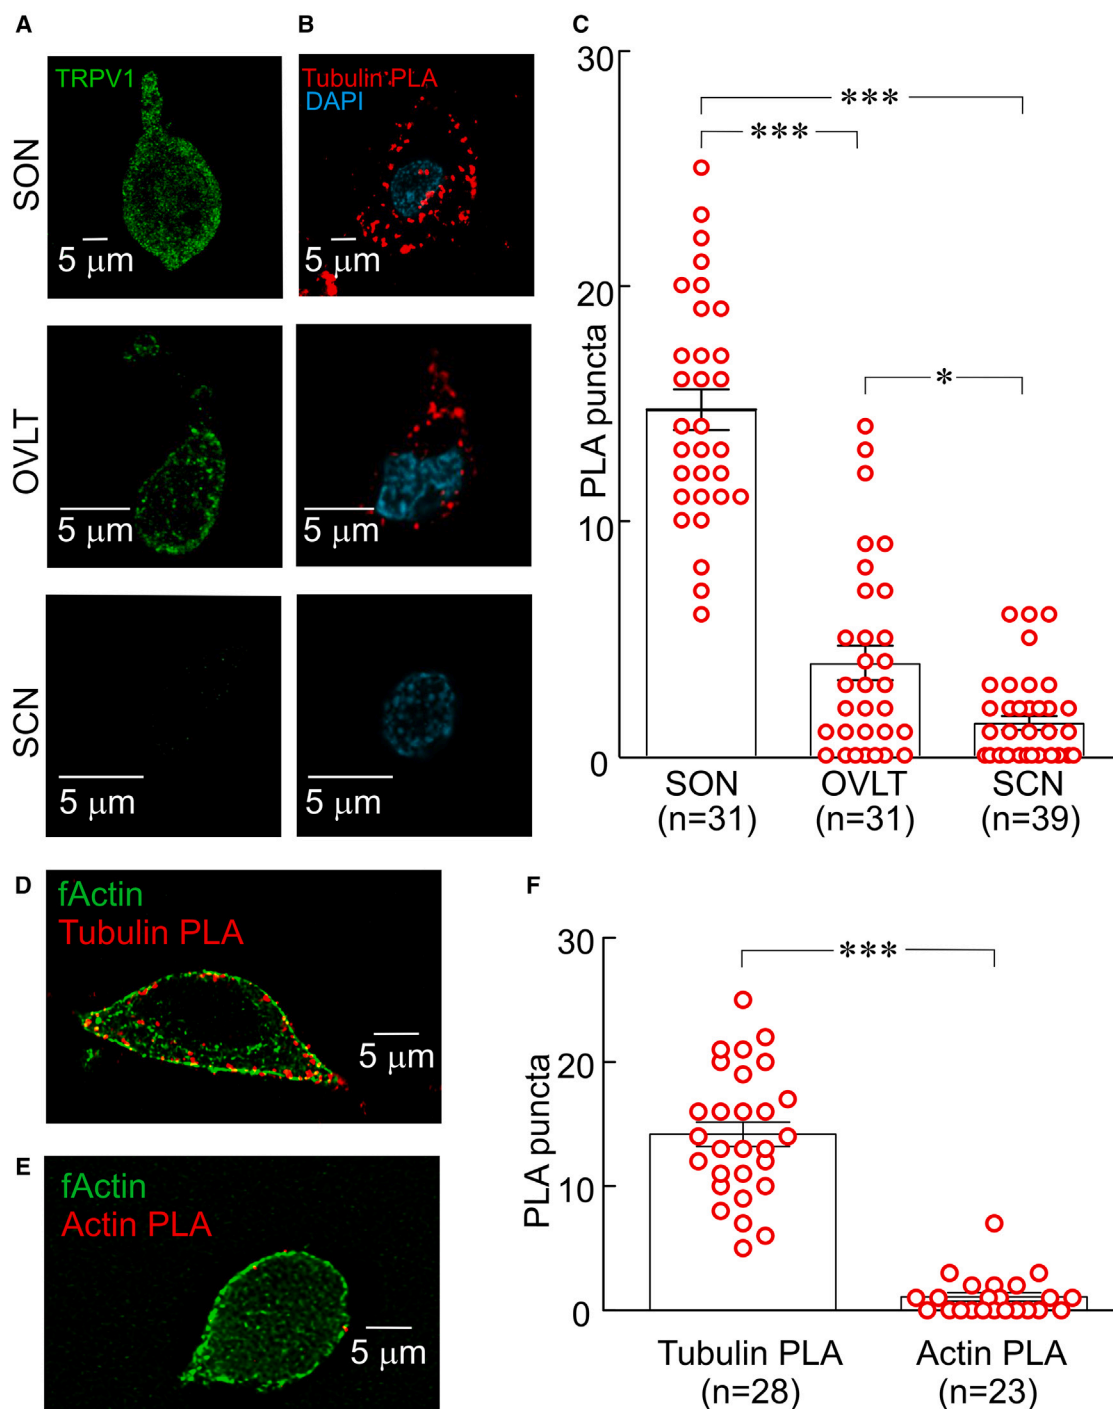 A
B
C
TRPV1
Tubulin PLA
DAPI
SON
5 μm
5 μm
OVLT
5 μm
5 μm
SCN
5 μm
5 μm
30
20
10
0
PLA puncta
***
***
*
SON
OVLT
SCN
(n=31)
(n=31)
(n=39)
D
fActin
Tubulin PLA
5 μm
E
fActin
Actin PLA
5 μm
F
30
20
10
0
PLA puncta
***
Tubulin PLA
Actin PLA
(n=28)
(n=23)